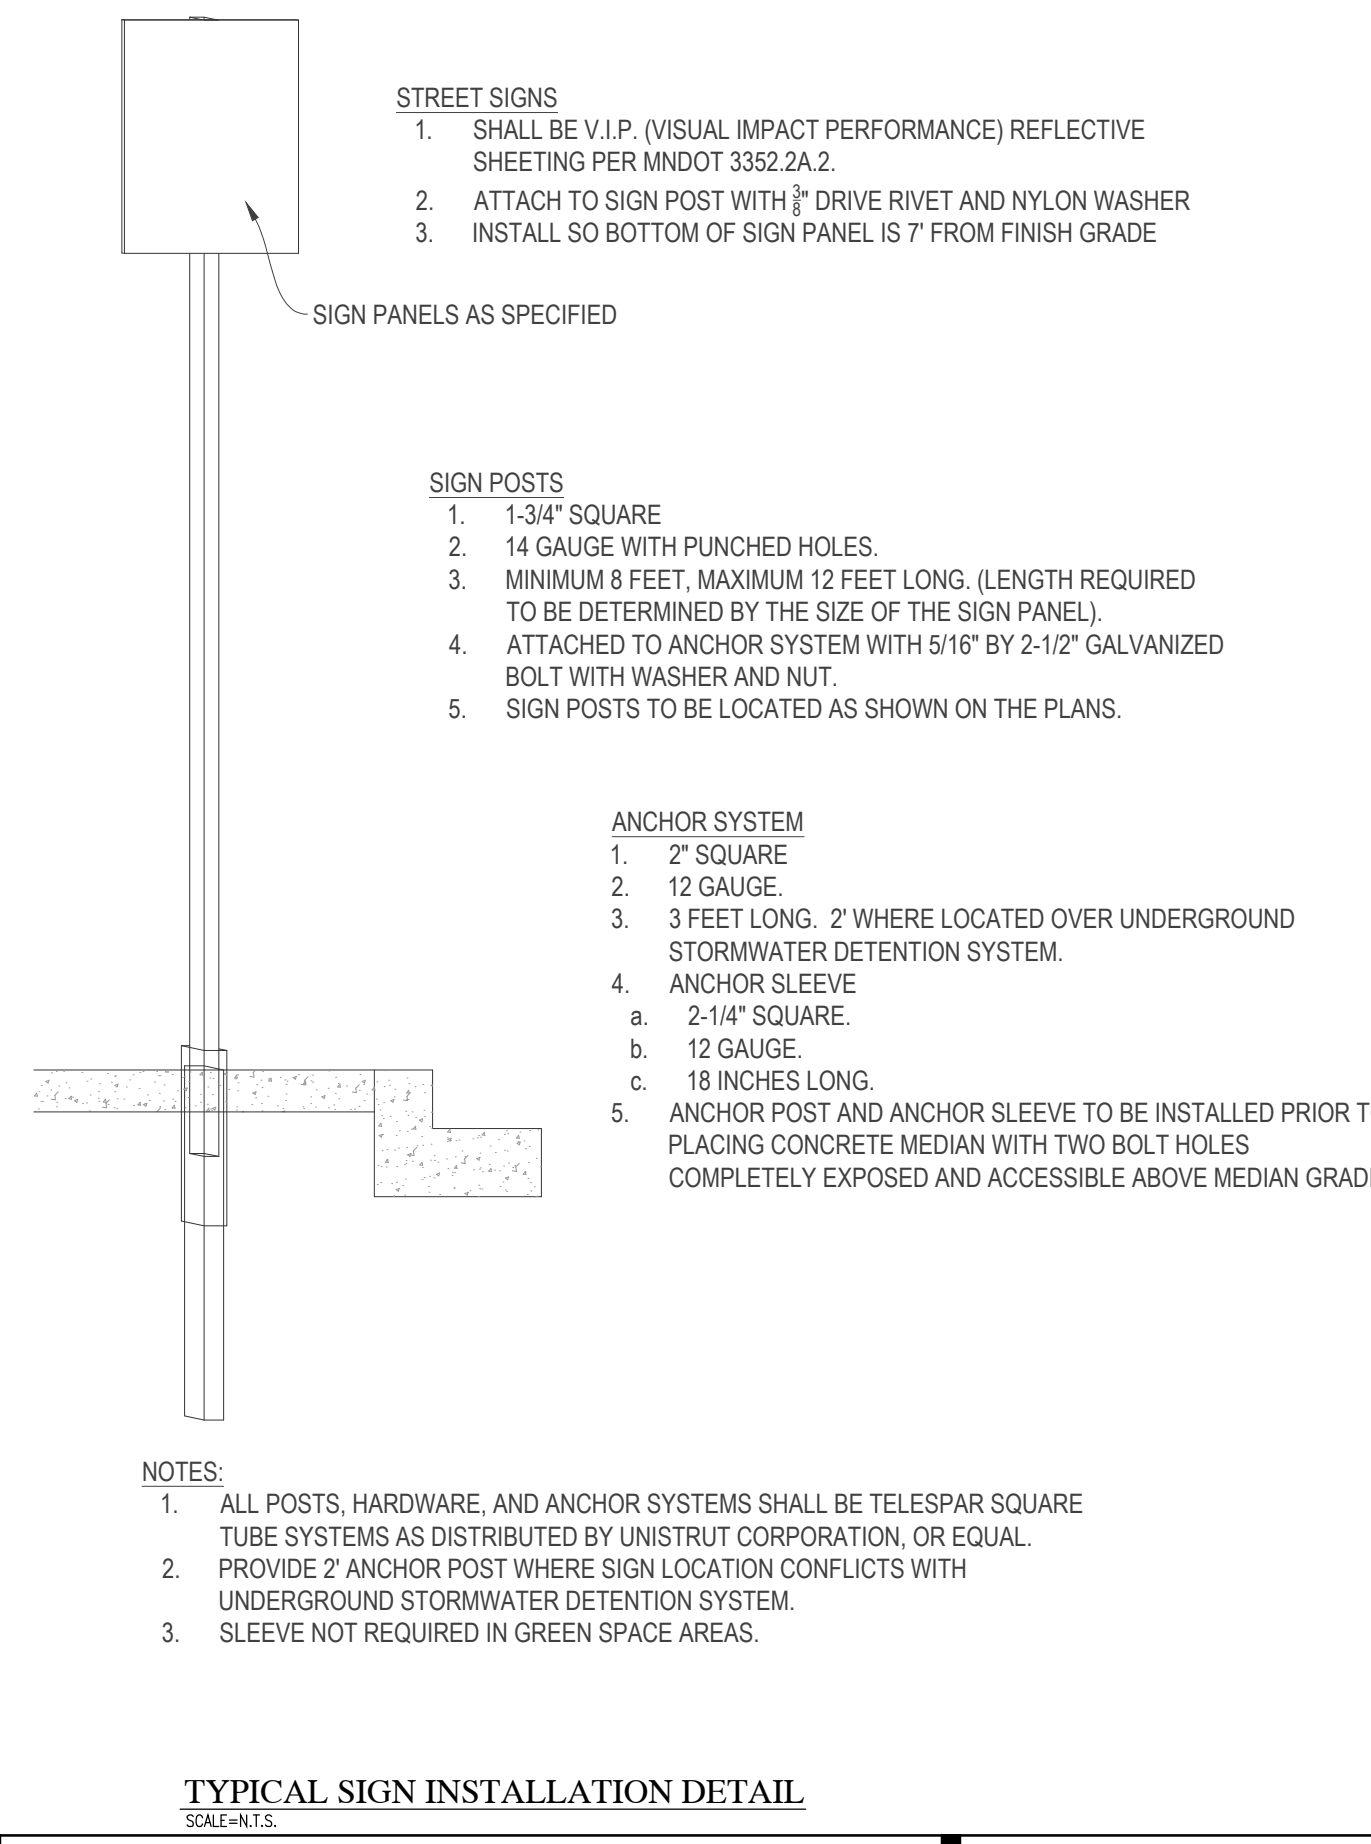 STREET SIGNS
1. SHALL BE V.I.P. (VISUAL IMPACT PERFORMANCE) REFLECTIVE
SHEETING PER MNDOT 3352.2A.2.
2. ATTACH TO SIGN POST WITH 3/8" DRIVE RIVET AND NYLON WASHER
3. INSTALL SO BOTTOM OF SIGN PANEL IS 7' FROM FINISH GRADE
SIGN PANELS AS SPECIFIED
SIGN POSTS
1. 1-3/4" SQUARE
2. 14 GAUGE WITH PUNCHED HOLES.
3. MINIMUM 8 FEET, MAXIMUM 12 FEET LONG. (LENGTH REQUIRED
TO BE DETERMINED BY THE SIZE OF THE SIGN PANEL).
4. ATTACHED TO ANCHOR SYSTEM WITH 5/16" BY 2-1/2" GALVANIZED
BOLT WITH WASHER AND NUT.
5. SIGN POSTS TO BE LOCATED AS SHOWN ON THE PLANS.
ANCHOR SYSTEM
1. 2" SQUARE
2. 12 GAUGE.
3. 3 FEET LONG. 2' WHERE LOCATED OVER UNDERGROUND
STORMWATER DETENTION SYSTEM.
4. ANCHOR SLEEVE
a. 2-1/4" SQUARE.
b. 12 GAUGE.
c. 18 INCHES LONG.
5. ANCHOR POST AND ANCHOR SLEEVE TO BE INSTALLED PRIOR T
PLACING CONCRETE MEDIAN WITH TWO BOLT HOLES
COMPLETELY EXPOSED AND ACCESSIBLE ABOVE MEDIAN GRAD
NOTES:
1. ALL POSTS, HARDWARE, AND ANCHOR SYSTEMS SHALL BE TELESPAR SQUARE
TUBE SYSTEMS AS DISTRIBUTED BY UNISTRUT CORPORATION, OR EQUAL.
2. PROVIDE 2' ANCHOR POST WHERE SIGN LOCATION CONFLICTS WITH
UNDERGROUND STORMWATER DETENTION SYSTEM.
3. SLEEVE NOT REQUIRED IN GREEN SPACE AREAS.
TYPICAL SIGN INSTALLATION DETAIL
SCALE=N.T.S.